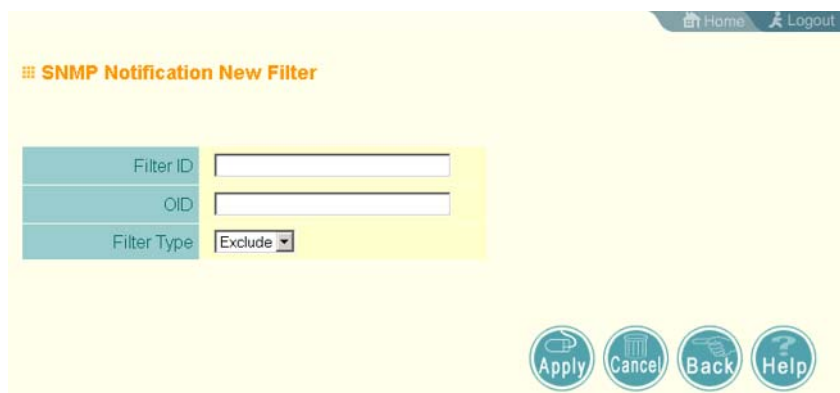 Home Logout
SNMP Notification New Filter
Filter ID
OID
Filter Type Exclude
Apply Cancel Back Help